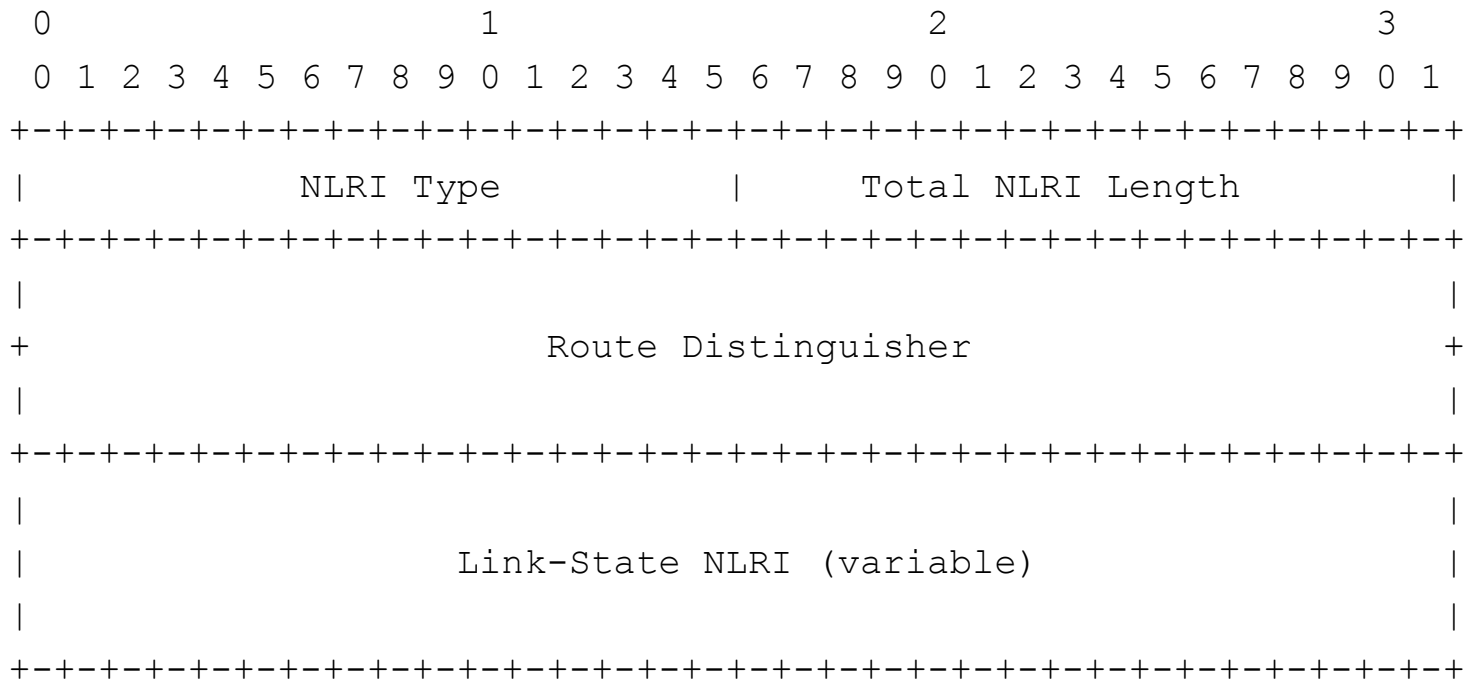 0                   1                   2                   3
 0 1 2 3 4 5 6 7 8 9 0 1 2 3 4 5 6 7 8 9 0 1 2 3 4 5 6 7 8 9 0 1
+-+-+-+-+-+-+-+-+-+-+-+-+-+-+-+-+-+-+-+-+-+-+-+-+-+-+-+-+-+-+-+-+
|            NLRI Type          |     Total NLRI Length         |
+-+-+-+-+-+-+-+-+-+-+-+-+-+-+-+-+-+-+-+-+-+-+-+-+-+-+-+-+-+-+-+-+
|                                                               |
+                       Route Distinguisher                     +
|                                                               |
+-+-+-+-+-+-+-+-+-+-+-+-+-+-+-+-+-+-+-+-+-+-+-+-+-+-+-+-+-+-+-+-+
|                                                               |
|                   Link-State NLRI (variable)                  |
|                                                               |
+-+-+-+-+-+-+-+-+-+-+-+-+-+-+-+-+-+-+-+-+-+-+-+-+-+-+-+-+-+-+-+-+